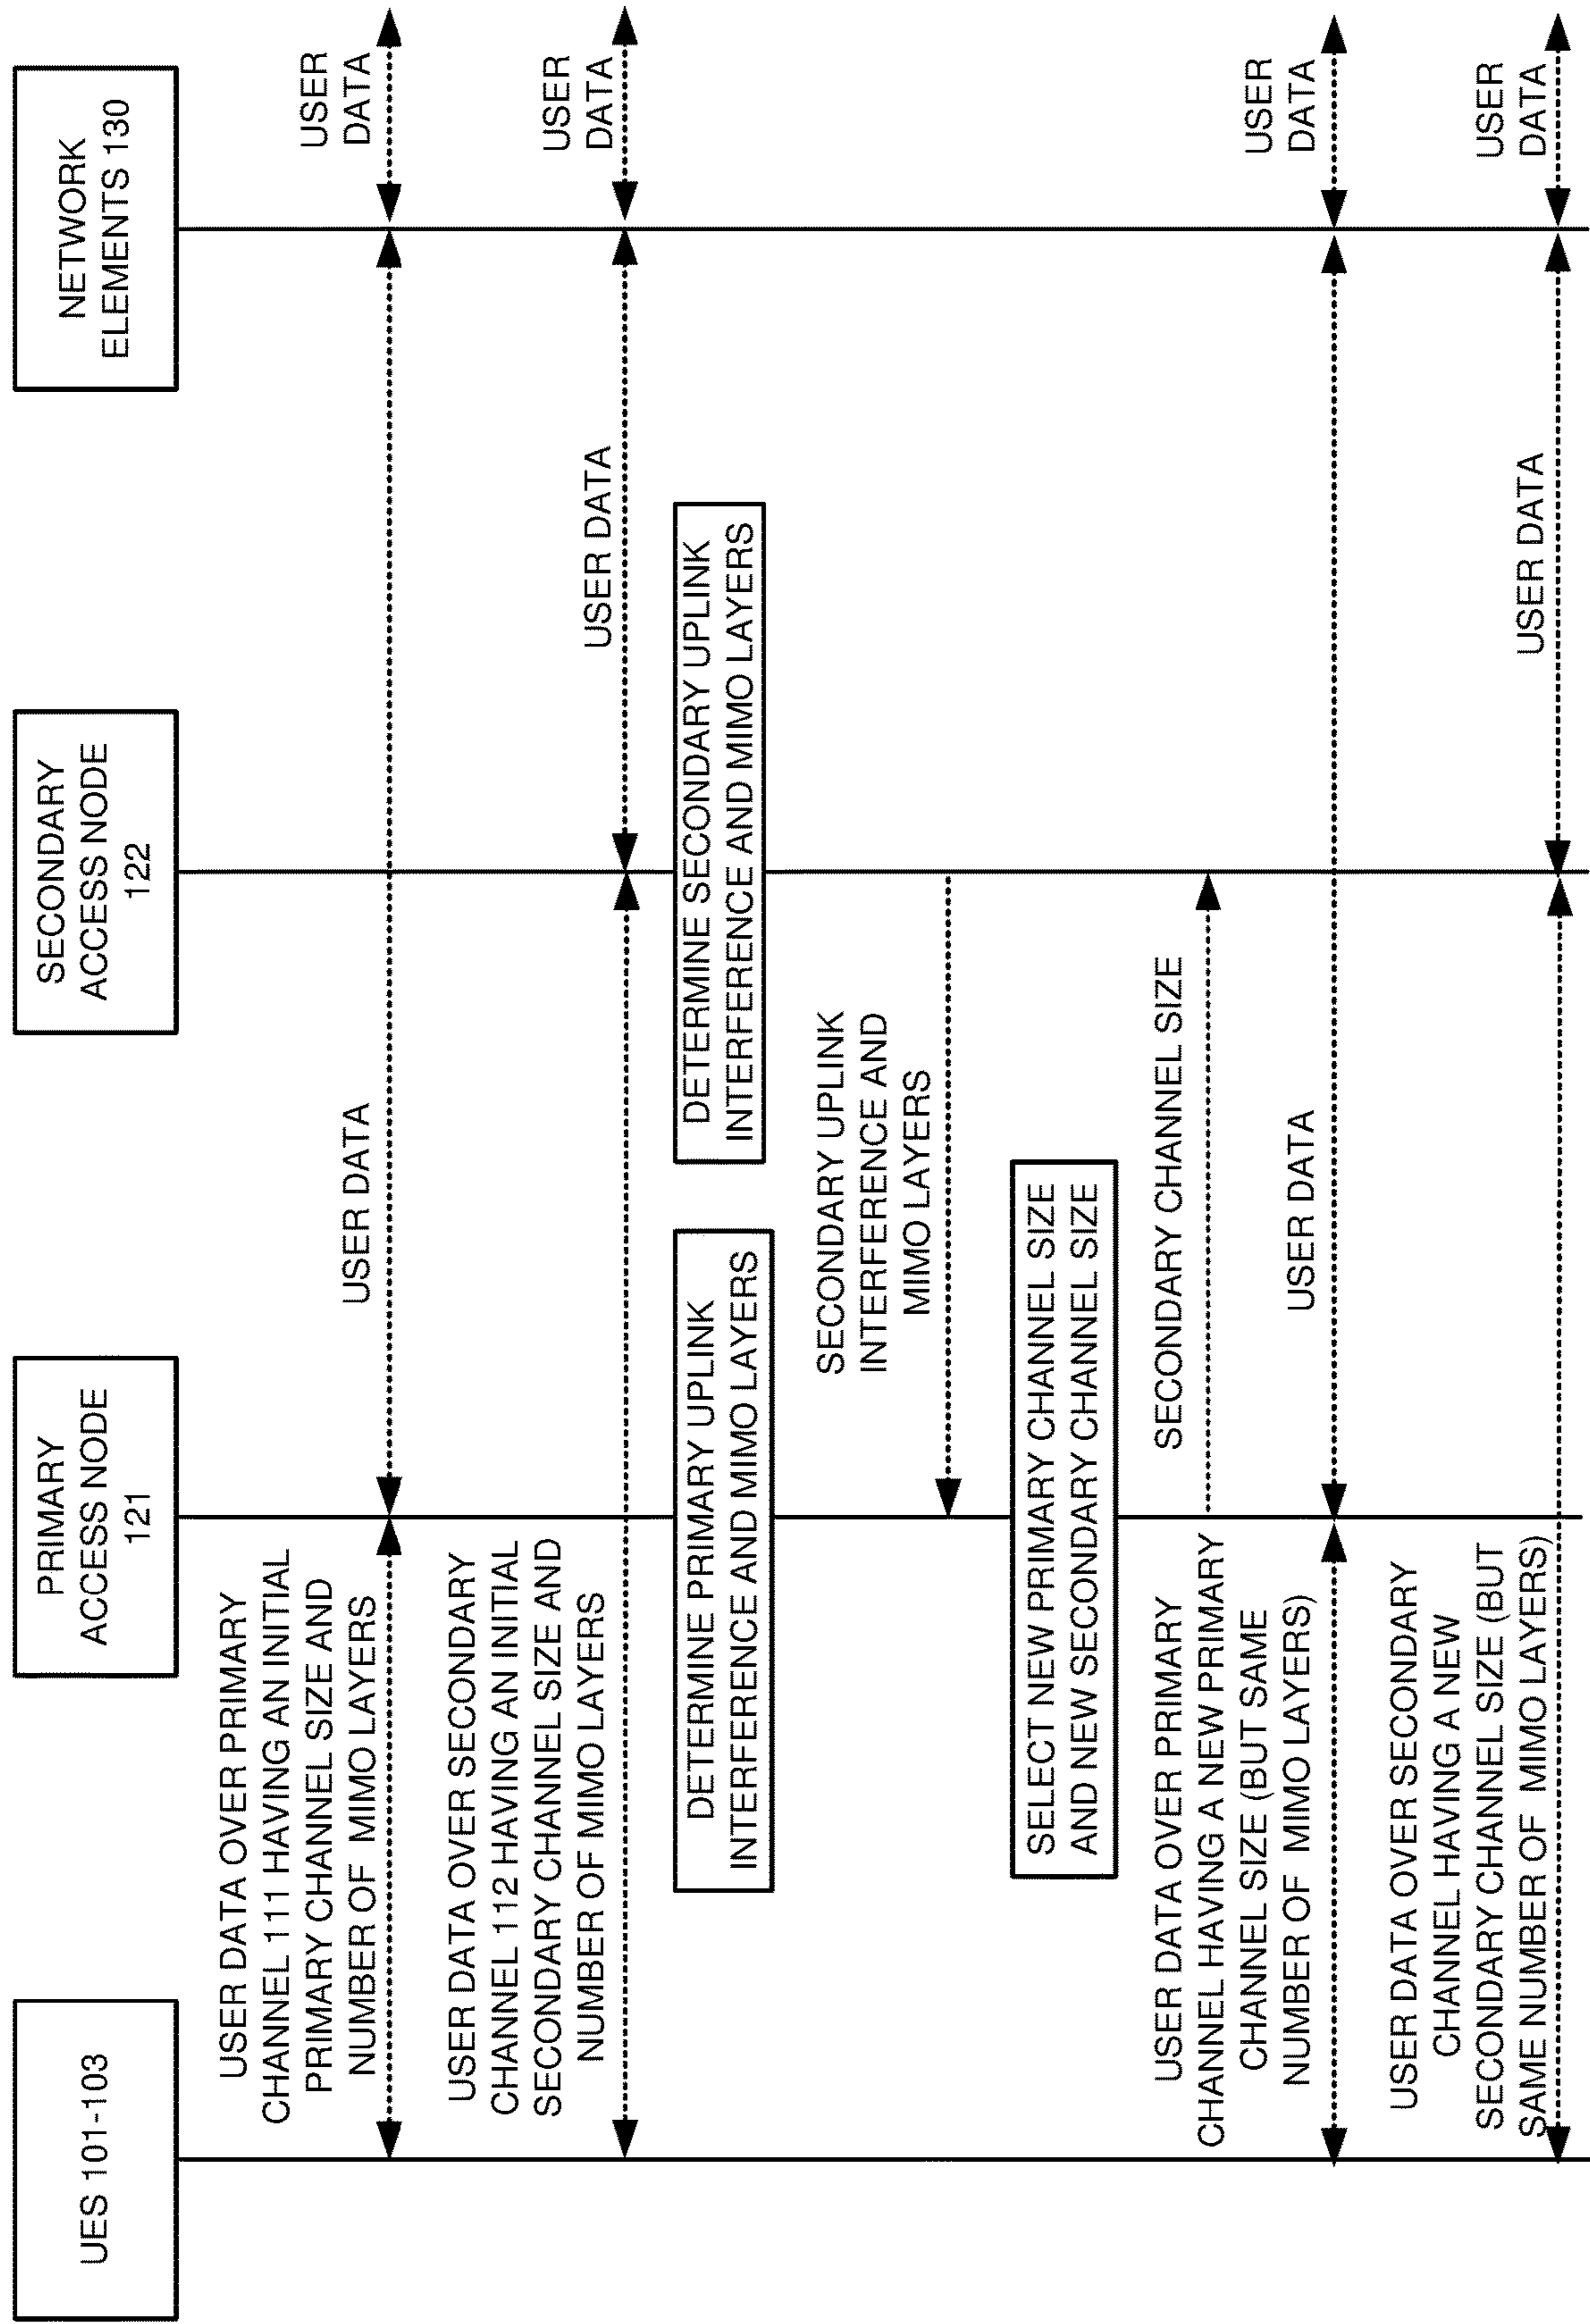 UES 101-103
PRIMARY
ACCESS NODE
121
SECONDARY
ACCESS NODE
122
NETWORK
ELEMENTS 130
USER DATA OVER PRIMARY
CHANNEL 111 HAVING AN INITIAL
PRIMARY CHANNEL SIZE AND
NUMBER OF MIMO LAYERS
USER DATA
USER
DATA
USER DATA OVER SECONDARY
CHANNEL 112 HAVING AN INITIAL
SECONDARY CHANNEL SIZE AND
NUMBER OF MIMO LAYERS
USER DATA
USER
DATA
DETERMINE PRIMARY UPLINK
INTERFERENCE AND MIMO LAYERS
DETERMINE SECONDARY UPLINK
INTERFERENCE AND MIMO LAYERS
SECONDARY UPLINK
INTERFERENCE AND
MIMO LAYERS
SELECT NEW PRIMARY CHANNEL SIZE
AND NEW SECONDARY CHANNEL SIZE
SECONDARY CHANNEL SIZE
USER DATA OVER PRIMARY
CHANNEL HAVING A NEW PRIMARY
CHANNEL SIZE (BUT SAME
NUMBER OF MIMO LAYERS)
USER DATA
USER
DATA
USER DATA OVER SECONDARY
CHANNEL HAVING A NEW
SECONDARY CHANNEL SIZE (BUT
SAME NUMBER OF MIMO LAYERS)
USER DATA
USER
DATA